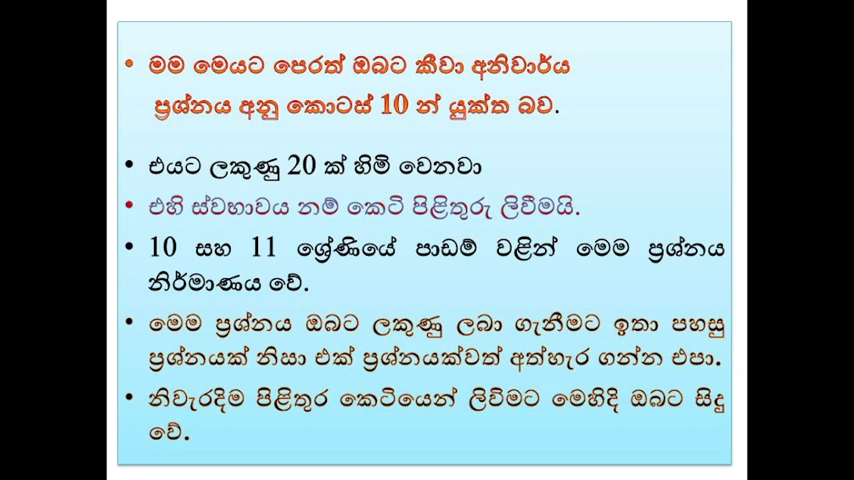 • මම මෙයට පෙරත් ඔබට කීවා අනිවාර්ය
ප්‍රශ්නය අනු කොටස් 10 න් යුක්ත බව.
• එයට ලකුණු 20 ක් හිමි වෙනවා
• එහි ස්වභාවය නම් කෙටි පිළිතුරු ලිවීමයි.
• 10 සහ 11 ශ්‍රේණියේ පාඩම් වළින් මෙම ප්‍රශ්නය
නිර්මාණය වේ.
• මෙම ප්‍රශ්නය ඔබට ලකුණු ලබා ගැනීමට ඉතා පහසු
ප්‍රශ්නයක් නිසා එක් ප්‍රශ්නයක්වත් අත්හැර ගන්න එපා.
• නිවැරදිම පිළිතුර කෙටියෙන් ලිවීමට මෙහිදි ඔබට සිදු
වේ.